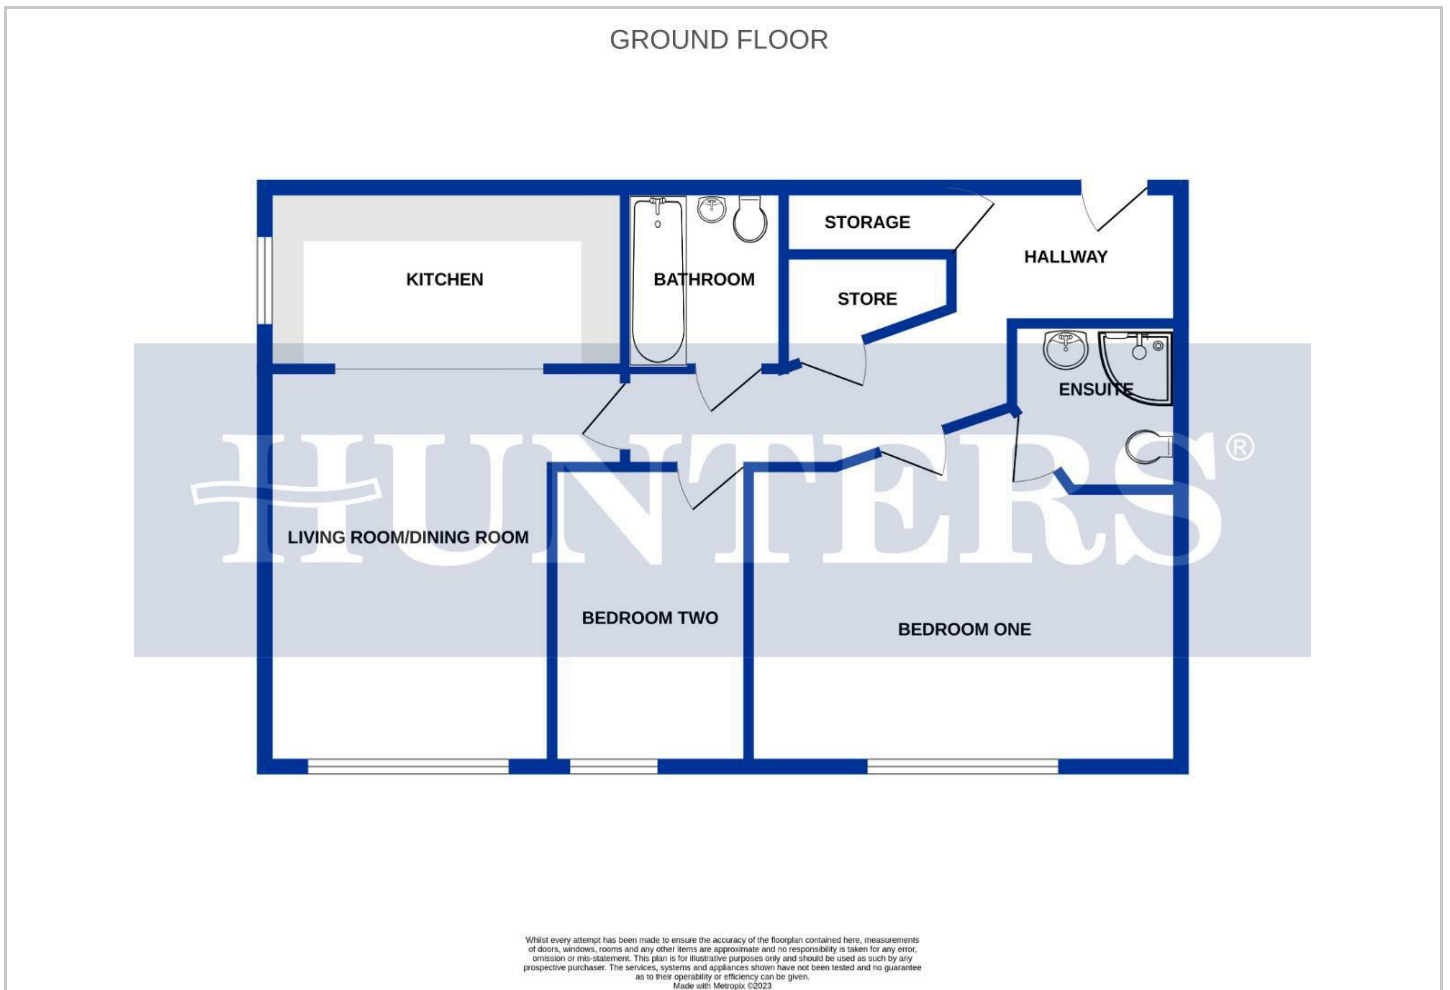 GROUND FLOOR
STORAGE
HALLWAY
KITCHEN
BATHROOM
STORE
ENSUITE
HUNTERS®
LIVING ROOM/DINING ROOM
BEDROOM TWO
BEDROOM ONE
Whilst every attempt has been made to ensure the accuracy of the floorplan contained here, measurements
of doors, windows, rooms and any other items are approximate and no responsibility is taken for any error,
omission or mis-statement. This plan is for illustrative purposes only and should be used as such by any
prospective purchaser. The services, systems and appliances shown have not been tested and no guarantee
as to their operability or efficiency can be given.
Made with Metropix ©2023